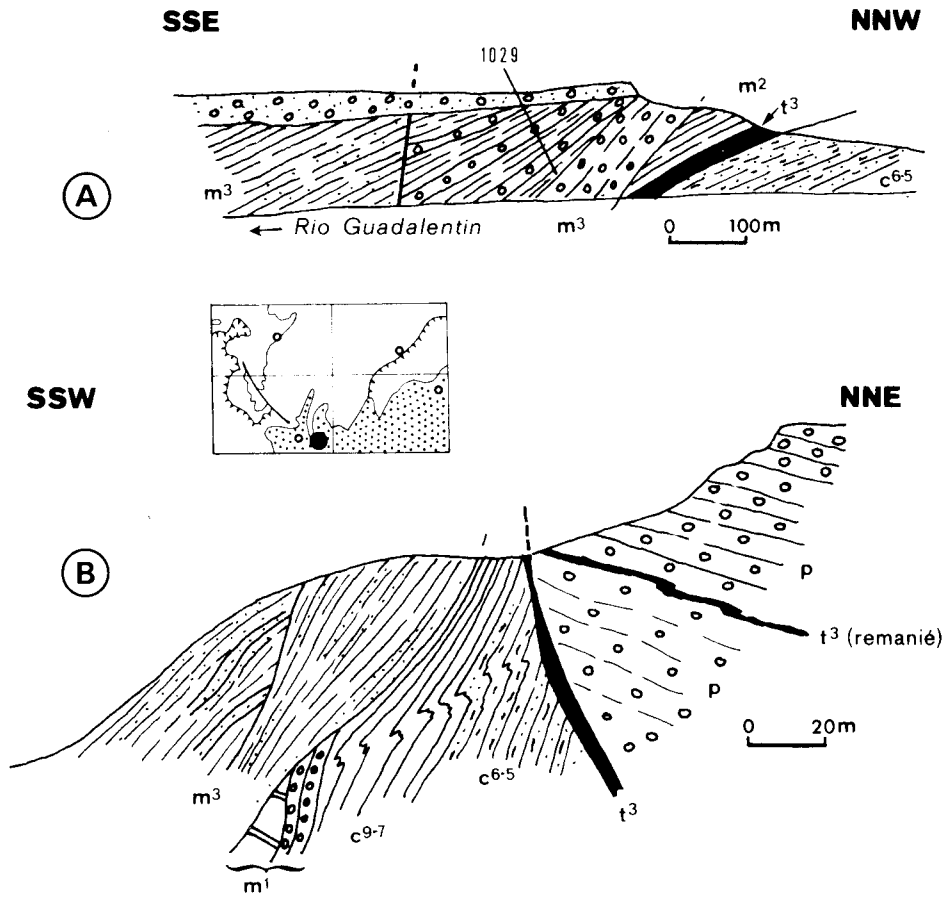 SSE NNW
1029
m²
t³
m³
c⁶⁻⁵
A
← Rio Guadalentin
m³
0 100m
SSW NNE
B
p
t³ (remanié)
p
0 20m
m³
c⁶⁻⁵
t³
c⁹⁻⁷
m¹